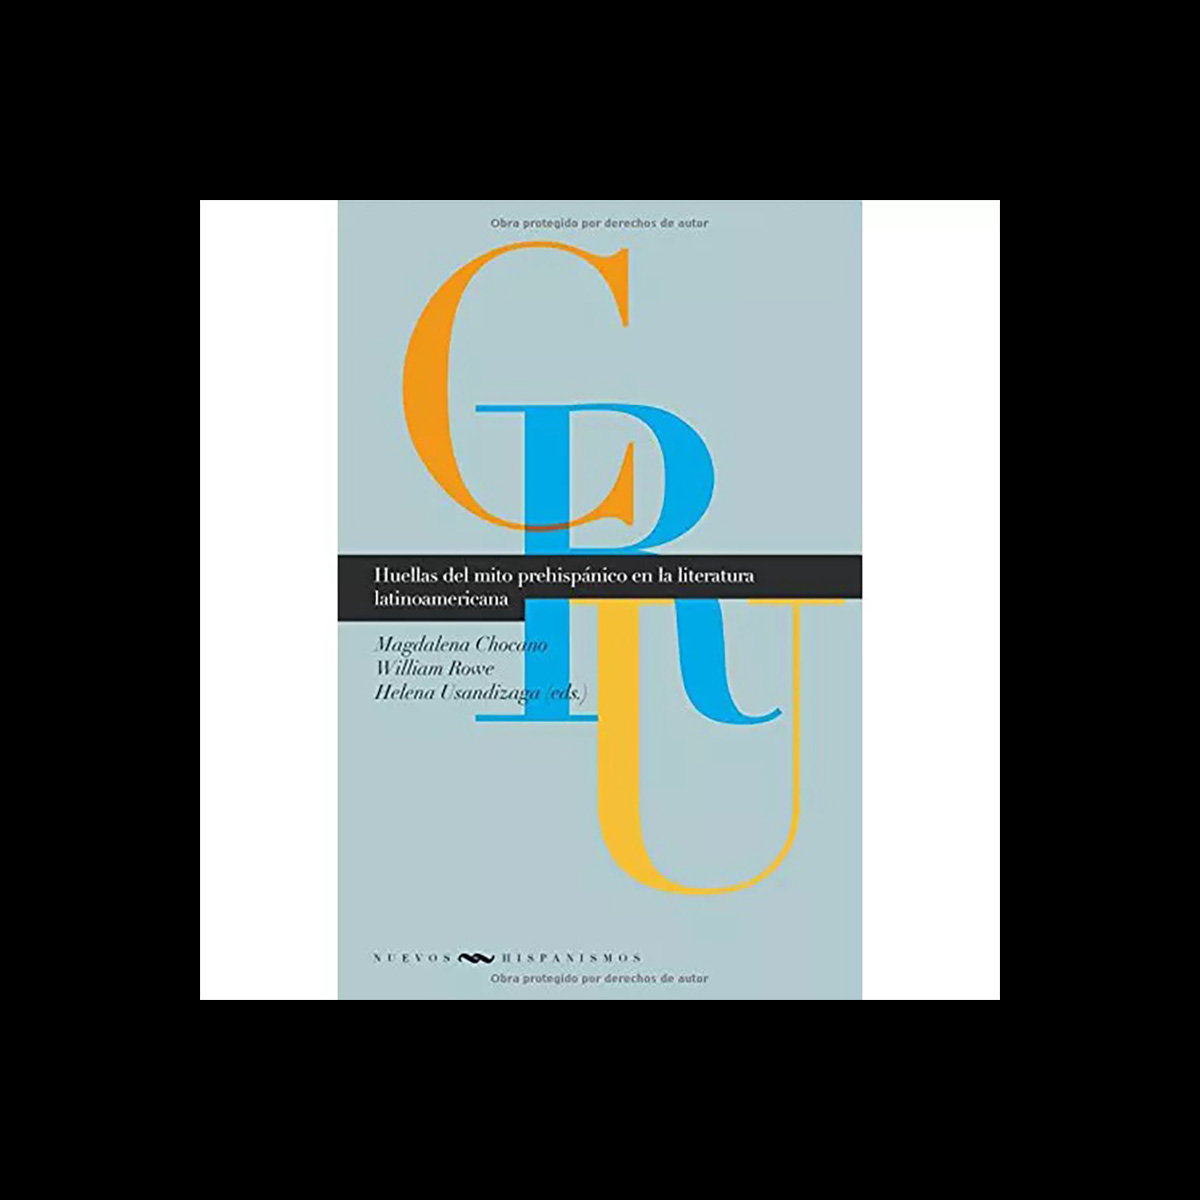 Obra protegido por derechos de autor
C
R
U
Huellas del mito prehispánico en la literatura
latinoamericana
Magdalena Chocano
William Rowe
Helena Usandizaga (eds.)
NUEVOS HISPANISMOS
Obra protegido por derechos de autor